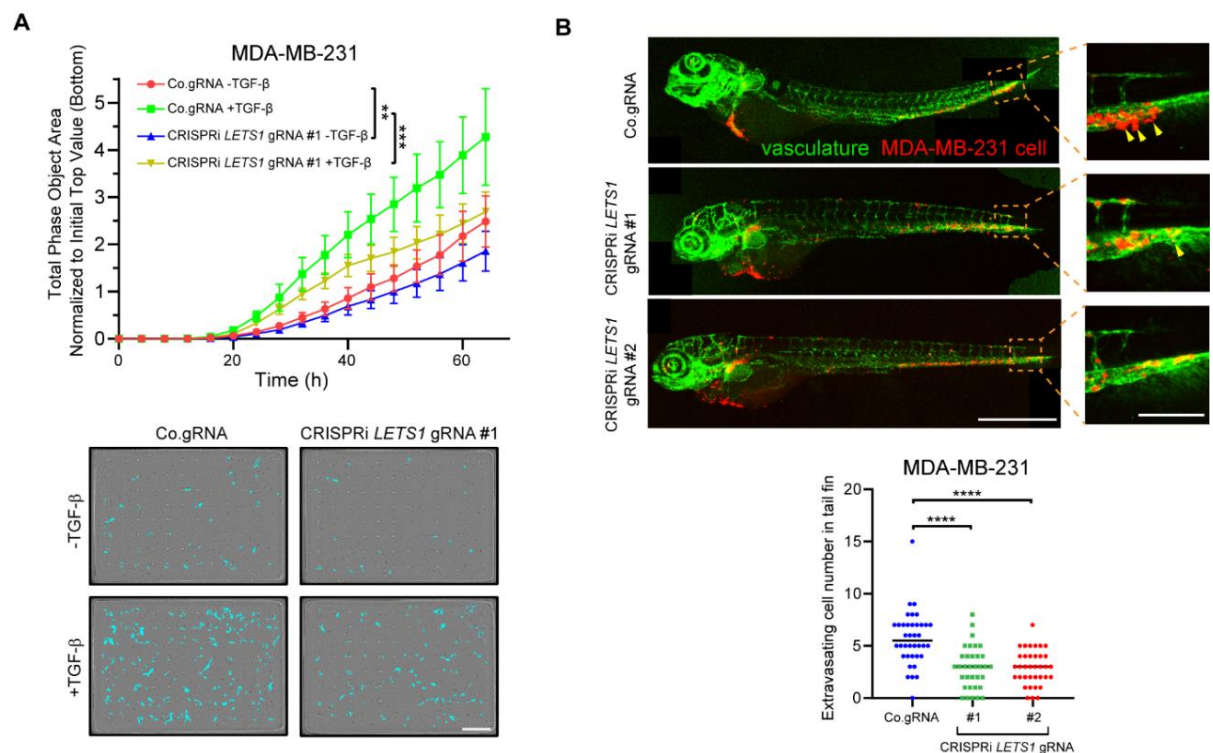 A
MDA-MB-231
Co.gRNA -TGF-β
Co.gRNA +TGF-β
CRISPRi LETS1 gRNA #1 -TGF-β
CRISPRi LETS1 gRNA #1 +TGF-β
**
***
Total Phase Object Area
Normalized to Initial Top Value (Bottom)
5
4
3
2
1
0
0
20
40
60
Time (h)
Co.gRNA
CRISPRi LETS1 gRNA #1
-TGF-β
+TGF-β
B
Co.gRNA
vasculature MDA-MB-231 cell
CRISPRi LETS1
gRNA #1
CRISPRi LETS1
gRNA #2
MDA-MB-231
Extravasating cell number in tail fin
20
15
10
5
0
****
****
Co.gRNA
#1
#2
CRISPRi LETS1 gRNA